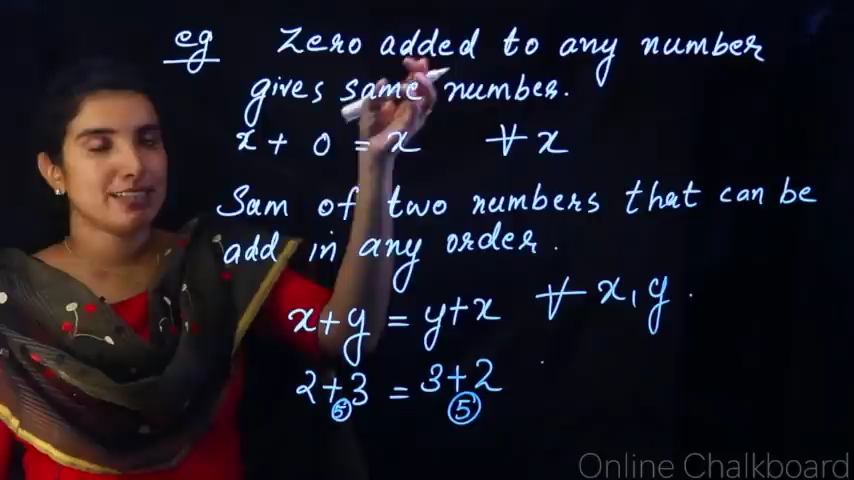 eg Zero added to any number
gives same number.
x + 0 = x ∀ x
Sam of two numbers that can be
add in any order.
x+y = y+x ∀ x, y.
2+3 = 3+2
5 5
Online Chalkboard